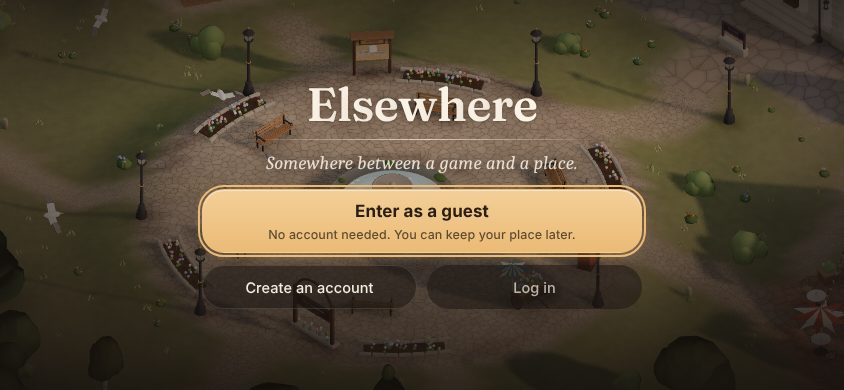 Elsewhere
Somewhere between a game and a place.
Enter as a guest
No account needed. You can keep your place later.
Create an account
Log in